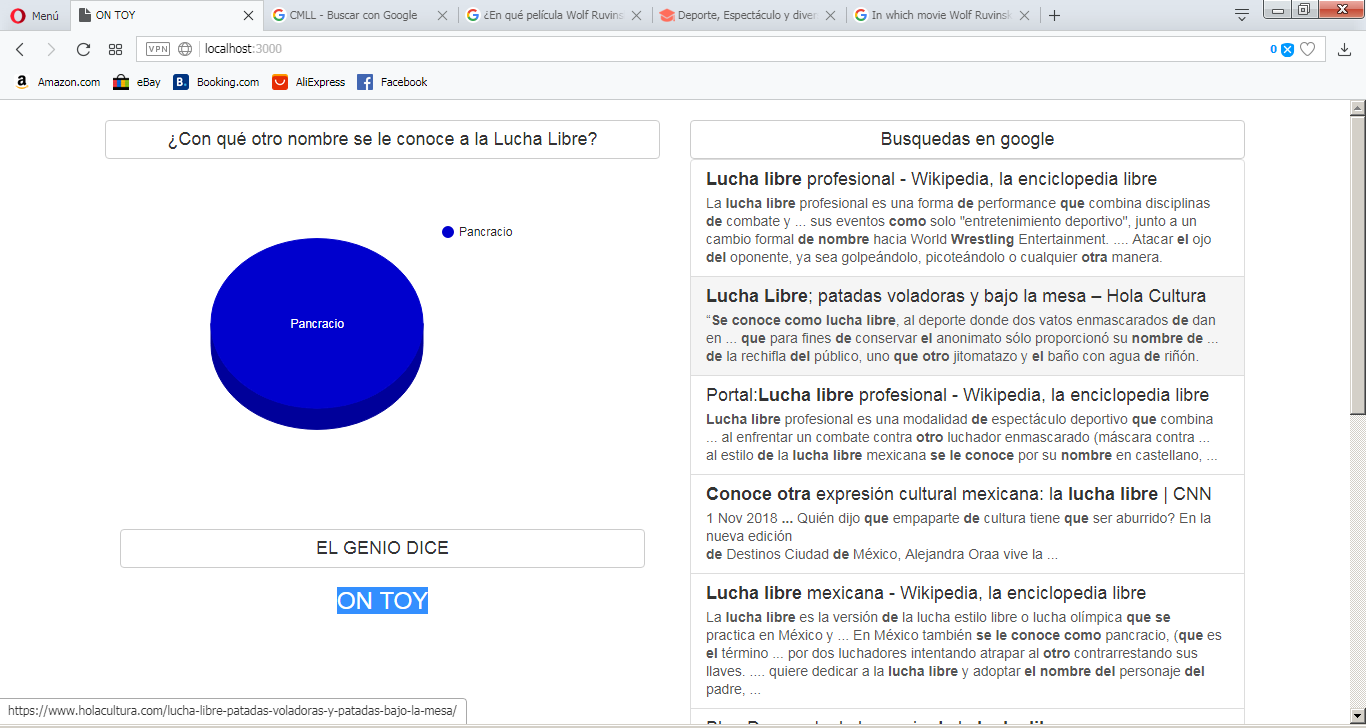 Menú
ON TOY
CMLL - Buscar con Google
¿En qué película Wolf Ruvins
Deporte, Espectáculo y diver
In which movie Wolf Ruvinsk
VPN
localhost:3000
0
Amazon.com
eBay
B.
Booking.com
AliExpress
Facebook
¿Con qué otro nombre se le conoce a la Lucha Libre?
Pancracio
Pancracio
EL GENIO DICE
ON TOY
Busquedas en google
Lucha libre profesional - Wikipedia, la enciclopedia libre
La lucha libre profesional es una forma de performance que combina disciplinas
de combate y ... sus eventos como solo "entretenimiento deportivo", junto a un
cambio formal de nombre hacia World Wrestling Entertainment. .... Atacar el ojo
del oponente, ya sea golpeándolo, picoteándolo o cualquier otra manera.
Lucha Libre; patadas voladoras y bajo la mesa – Hola Cultura
“Se conoce como lucha libre, al deporte donde dos vatos enmascarados de dan
en ... que para fines de conservar el anonimato sólo proporcionó su nombre de ...
de la rechifla del público, uno que otro jitomatazo y el baño con agua de riñón.
Portal:Lucha libre profesional - Wikipedia, la enciclopedia libre
Lucha libre profesional es una modalidad de espectáculo deportivo que combina
... al enfrentar un combate contra otro luchador enmascarado (máscara contra ...
al estilo de la lucha libre mexicana se le conoce por su nombre en castellano, ...
Conoce otra expresión cultural mexicana: la lucha libre | CNN
1 Nov 2018 ... Quién dijo que empaparte de cultura tiene que ser aburrido? En la
nueva edición
de Destinos Ciudad de México, Alejandra Oraa vive la ...
Lucha libre mexicana - Wikipedia, la enciclopedia libre
La lucha libre es la versión de la lucha estilo libre o lucha olímpica que se
practica en México y ... En México también se le conoce como pancracio, (que es
el término ... por dos luchadores intentando atrapar al otro contrarrestando sus
llaves. .... quiere dedicar a la lucha libre y adoptar el nombre del personaje del
padre, ...
https://www.holacultura.com/lucha-libre-patadas-voladoras-y-patadas-bajo-la-mesa/